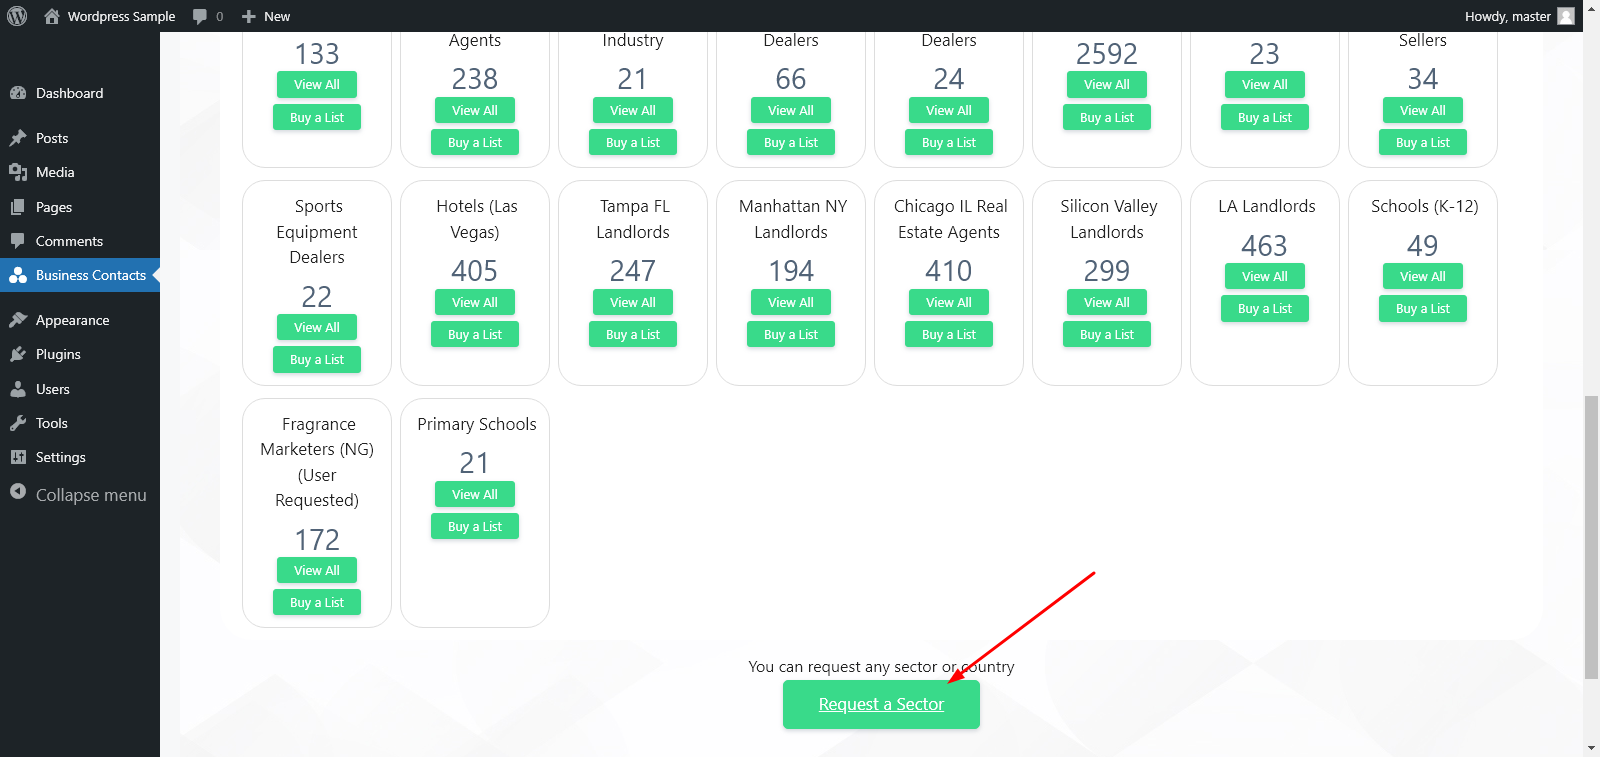 Wordpress Sample
0
New
Howdy, master
Dashboard
Posts
Media
Pages
Comments
Business Contacts
Appearance
Plugins
Users
Tools
Settings
Collapse menu
133
View All
Buy a List
Agents
238
View All
Buy a List
Industry
21
View All
Buy a List
Dealers
66
View All
Buy a List
Dealers
24
View All
Buy a List
2592
View All
Buy a List
23
View All
Buy a List
Sellers
34
View All
Buy a List
Sports
Equipment
Dealers
22
View All
Buy a List
Hotels (Las
Vegas)
405
View All
Buy a List
Tampa FL
Landlords
247
View All
Buy a List
Manhattan NY
Landlords
194
View All
Buy a List
Chicago IL Real
Estate Agents
410
View All
Buy a List
Silicon Valley
Landlords
299
View All
Buy a List
LA Landlords
463
View All
Buy a List
Schools (K-12)
49
View All
Buy a List
Fragrance
Marketers (NG)
(User
Requested)
172
View All
Buy a List
Primary Schools
21
View All
Buy a List
You can request any sector or country
Request a Sector